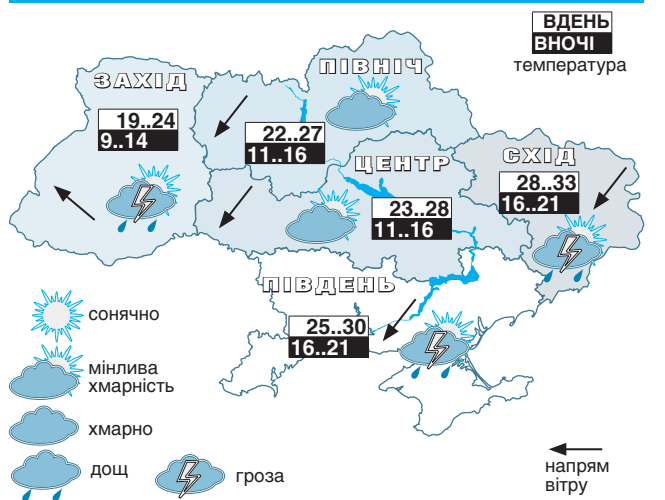 ВДЕНЬ
ВНОЧІ
температура
ЗАХІД
19..24
9..14
ПІВНІЧ
22..27
11..16
ЦЕНТР
23..28
11..16
СХІД
28..33
16..21
ПІВДЕНЬ
25..30
16..21
сонячно
мінлива
хмарність
хмарно
дощ
гроза
напрям
вітру